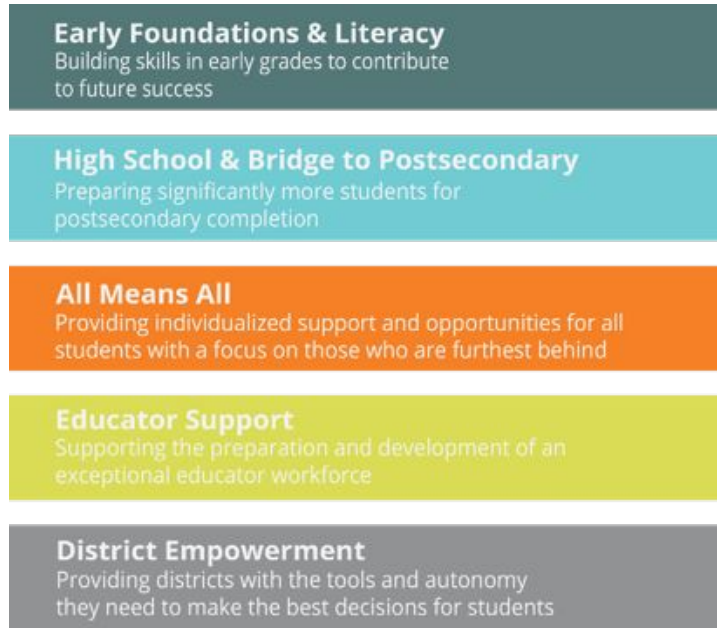 Early Foundations & Literacy
Building skills in early grades to contribute
to future success
High School & Bridge to Postsecondary
Preparing significantly more students for
postsecondary completion
All Means All
Providing individualized support and opportunities for all
students with a focus on those who are furthest behind
Educator Support
Supporting the preparation and development of an
exceptional educator workforce
District Empowerment
Providing districts with the tools and autonomy
they need to make the best decisions for students